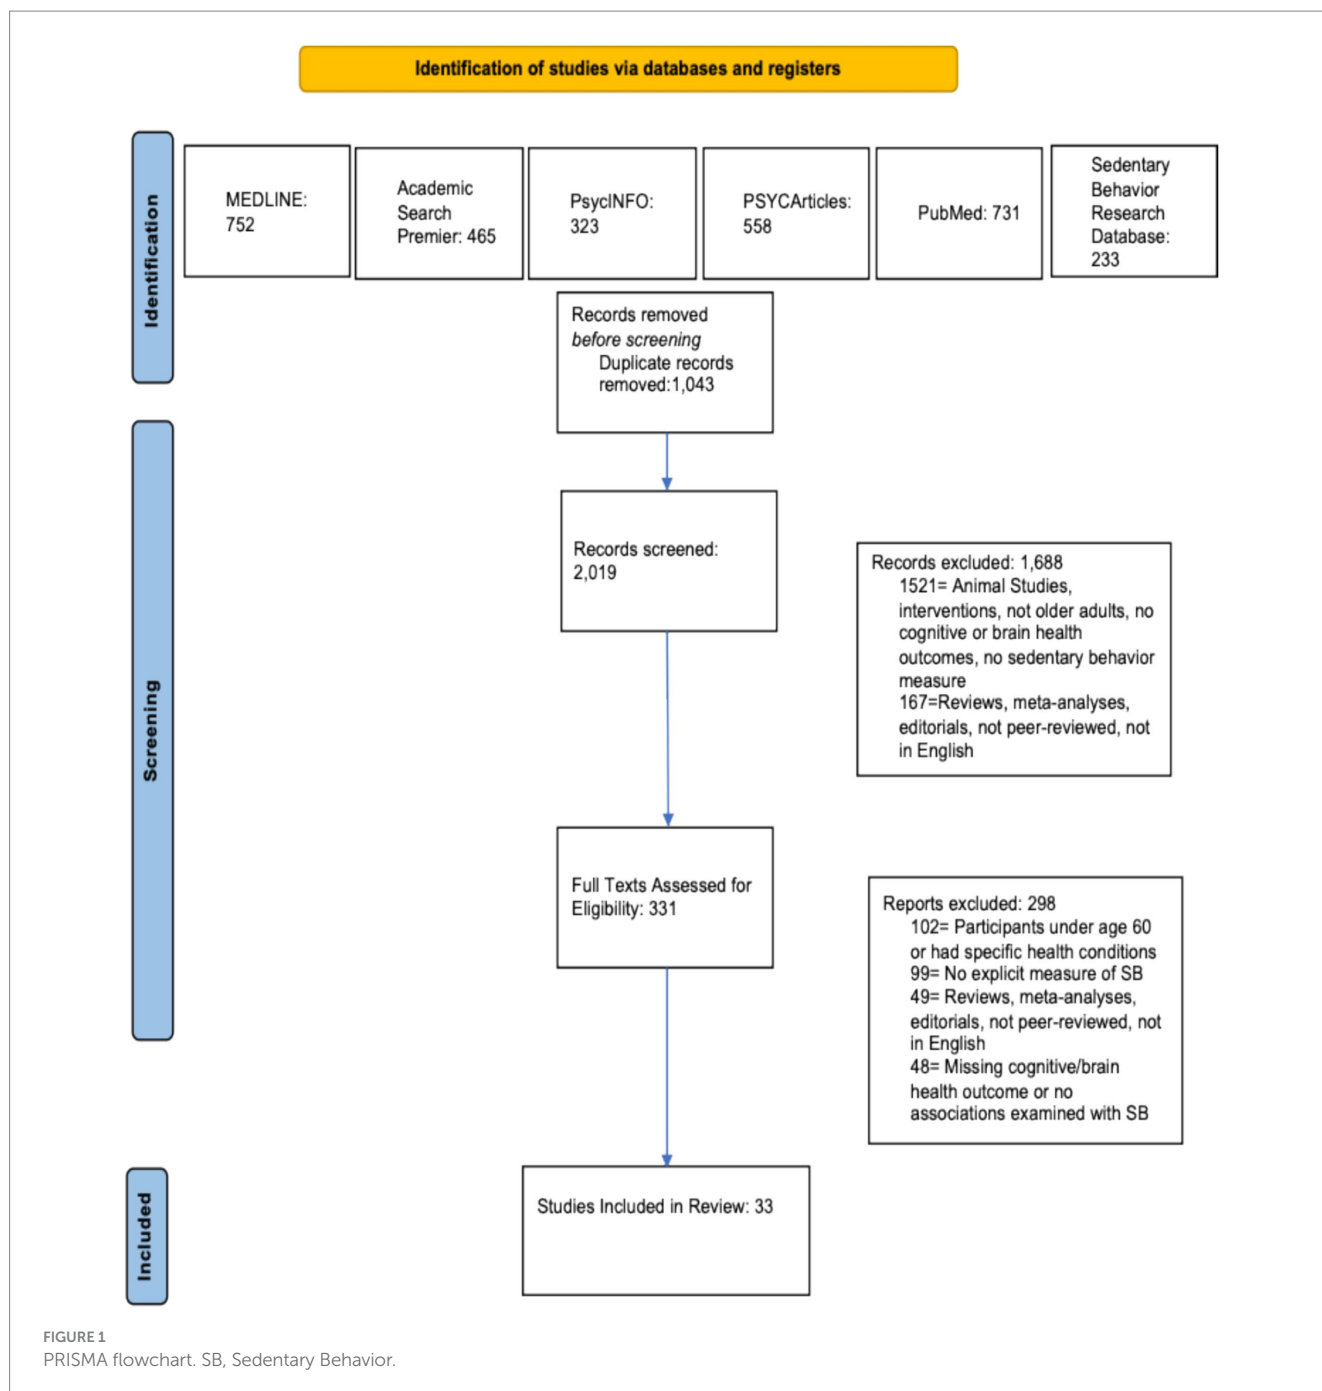 Identification of studies via databases and registers
Identification
MEDLINE:
752
Academic
Search
Premier: 465
PsycINFO:
323
PSYCArticles:
558
PubMed: 731
Sedentary
Behavior
Research
Database:
233
Records removed
before screening
Duplicate records
removed:1,043
Screening
Records screened:
2,019
Records excluded: 1,688
1521= Animal Studies,
interventions, not older adults, no
cognitive or brain health
outcomes, no sedentary behavior
measure
167=Reviews, meta-analyses,
editorials, not peer-reviewed, not
in English
Full Texts Assessed for
Eligibility: 331
Reports excluded: 298
102= Participants under age 60
or had specific health conditions
99= No explicit measure of SB
49= Reviews, meta-analyses,
editorials, not peer-reviewed, not
in English
48= Missing cognitive/brain
health outcome or no
associations examined with SB
Included
Studies Included in Review: 33
FIGURE 1
PRISMA flowchart. SB, Sedentary Behavior.